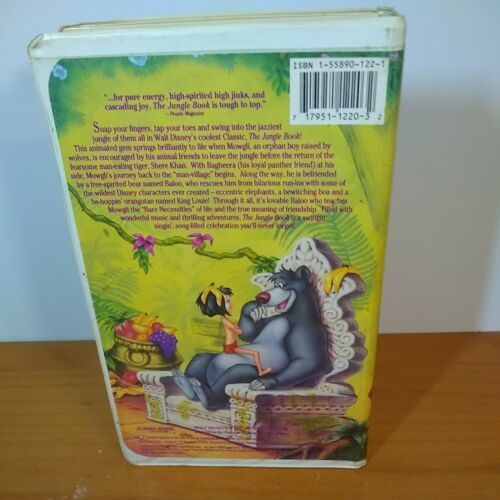 ISBN 1-55890-122-1
7 17951-1220-3 2
"...for pure energy, high-spirited high jinks, and
cascading joy, The Jungle Book is tough to top."
– People Magazine
Snap your fingers, tap your toes and swing into the jazziest
jungle of them all in Walt Disney's coolest Classic, The Jungle Book!
This animated gem springs brilliantly to life when Mowgli, an orphan boy raised by
wolves, is encouraged by his animal friends to leave the jungle before the return of the
fearsome man-eating tiger, Shere Khan. With Bagheera (his loyal panther friend) at his
side, Mowgli's journey back to the "man-village" begins. Along the way, he is befriended
by a free-spirited bear named Baloo, who rescues him from hilarious run-ins with some of
the wildest Disney characters ever created – eccentric elephants, a bewitching boa and a
be-boppin' orangutan named King Louie! Through it all, it's lovable Baloo who teaches
Mowgli the "Bare Necessities" of life and the true meaning of friendship. Filled with
wonderful music and thrilling adventures, The Jungle Book is a swingin',
singin', song-filled celebration you'll never forget!